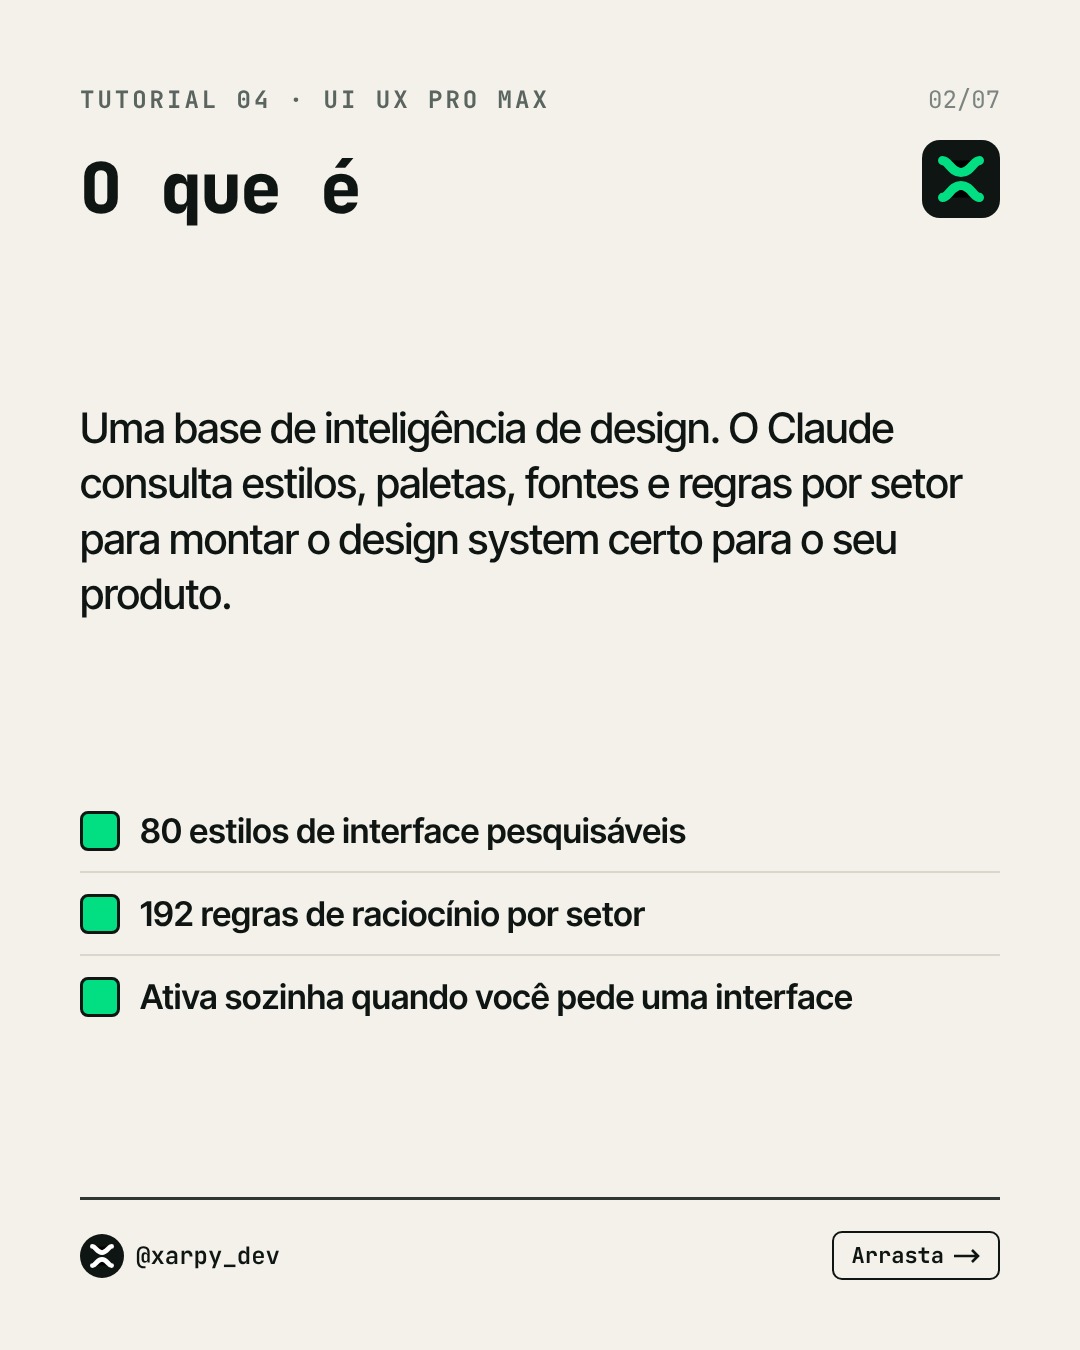 TUTORIAL 04 · UI UX PRO MAX
02/07
O que é
Uma base de inteligência de design. O Claude
consulta estilos, paletas, fontes e regras por setor
para montar o design system certo para o seu
produto.
80 estilos de interface pesquisáveis
192 regras de raciocínio por setor
Ativa sozinha quando você pede uma interface
@xarpy_dev
Arrasta →